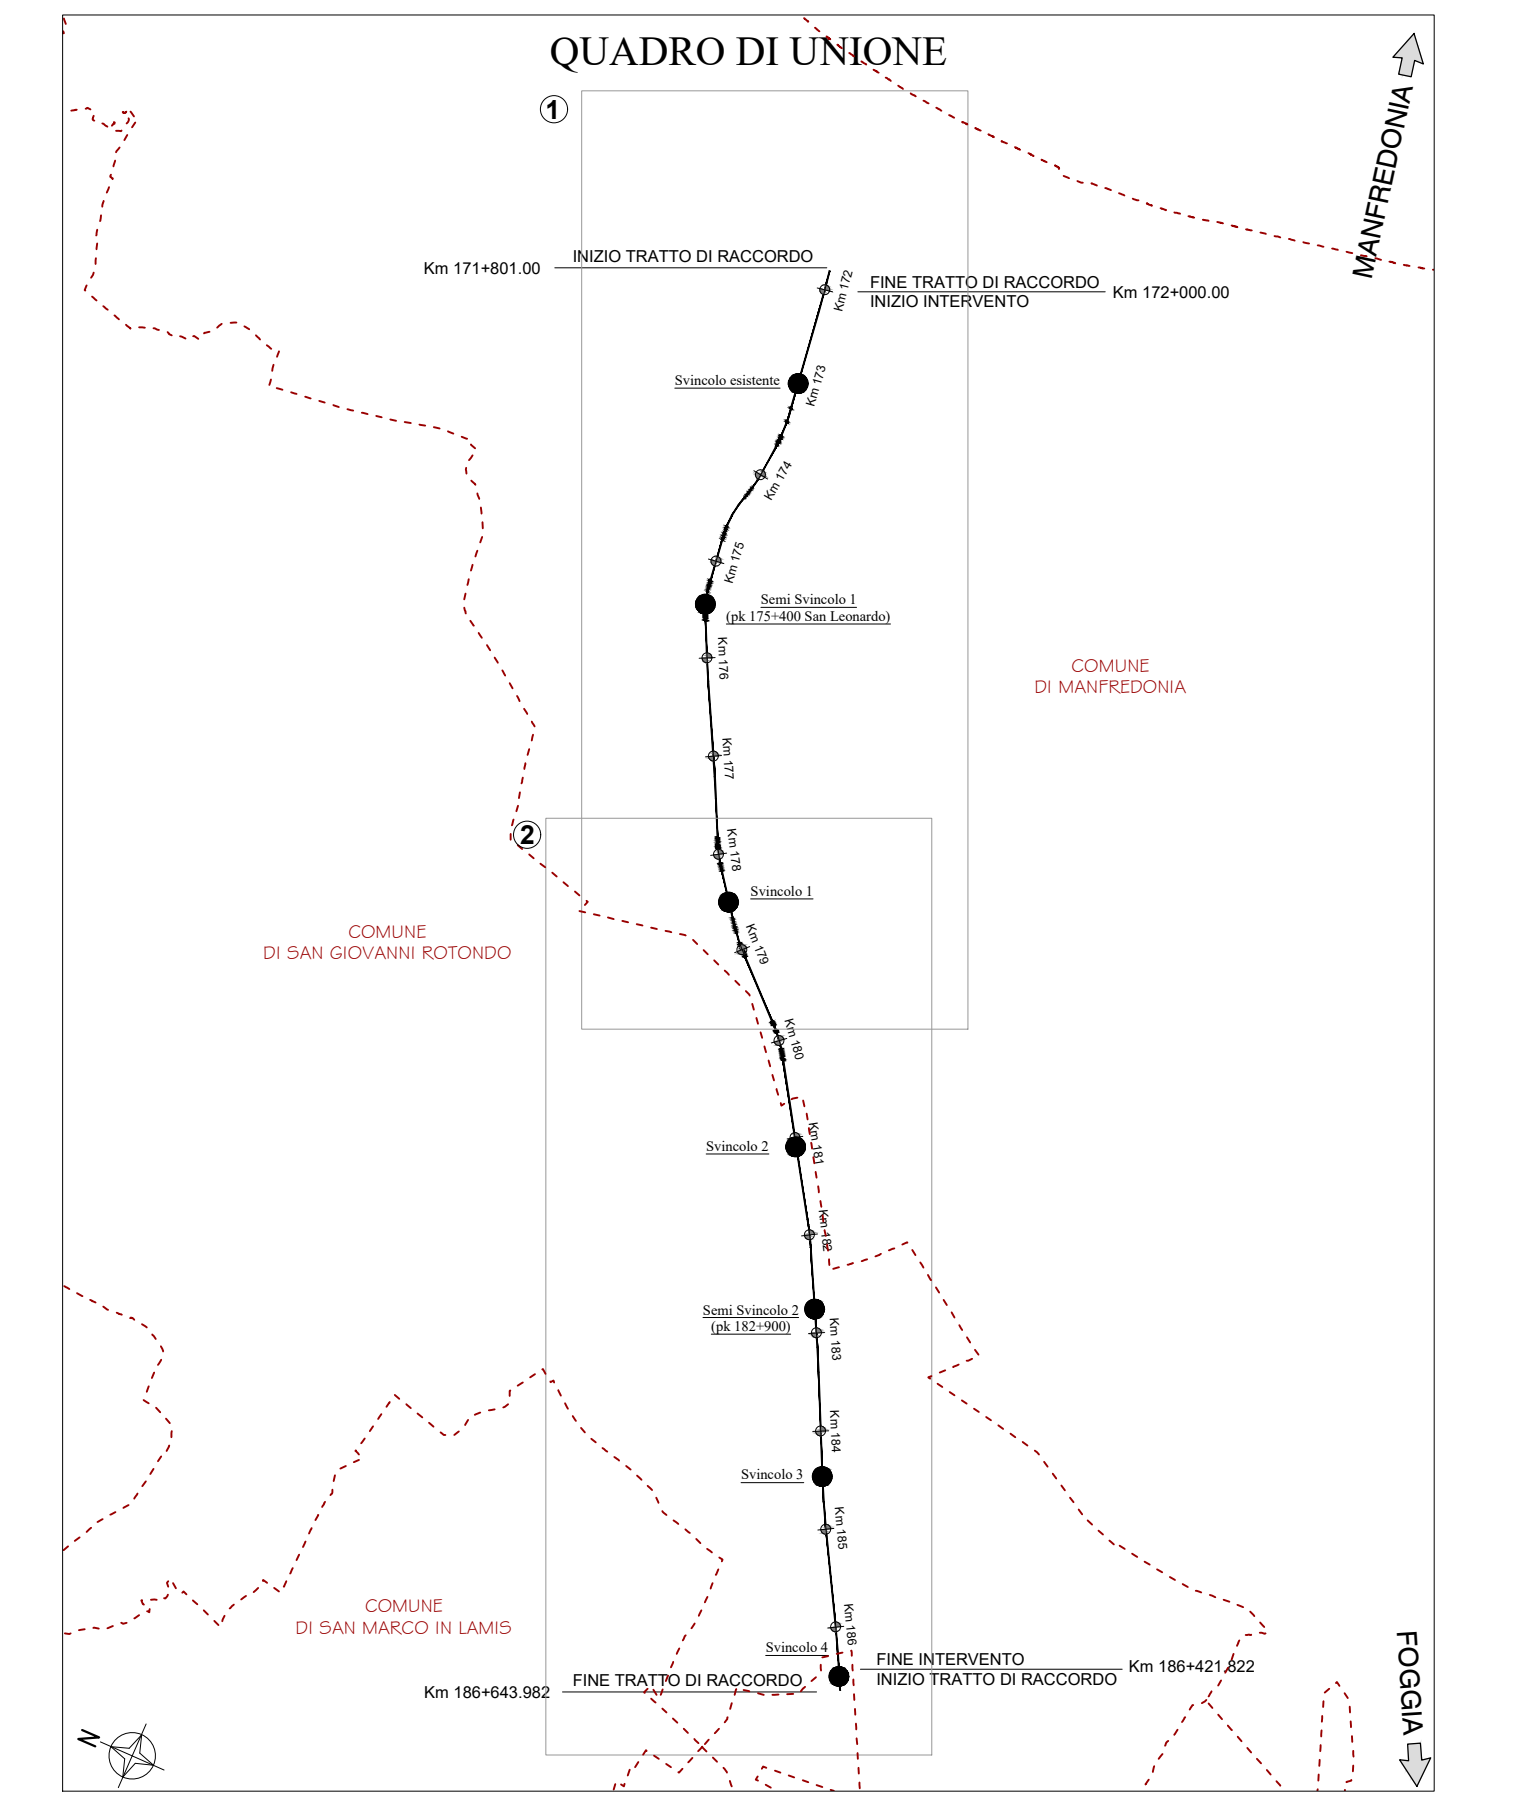 QUADRO DI UNIONE
1
MANFREDONIA
INIZIO TRATTO DI RACCORDO
Km 171+801.00
Km 172
FINE TRATTO DI RACCORDO
INIZIO INTERVENTO
Km 172+000.00
Svincolo esistente
Km 173
Km 174
Km 175
Semi Svincolo 1
(pk 175+400 San Leonardo)
Km 176
COMUNE
DI MANFREDONIA
Km 177
2
Km 178
Svincolo 1
COMUNE
DI SAN GIOVANNI ROTONDO
Km 179
Km 180
Km 181
Svincolo 2
Km 182
Semi Svincolo 2
(pk 182+900)
Km 183
Km 184
Svincolo 3
Km 185
COMUNE
DI SAN MARCO IN LAMIS
Km 186
Svincolo 4
FINE INTERVENTO
INIZIO TRATTO DI RACCORDO
Km 186+421.822
FINE TRATTO DI RACCORDO
Km 186+643.982
FOGGIA
N